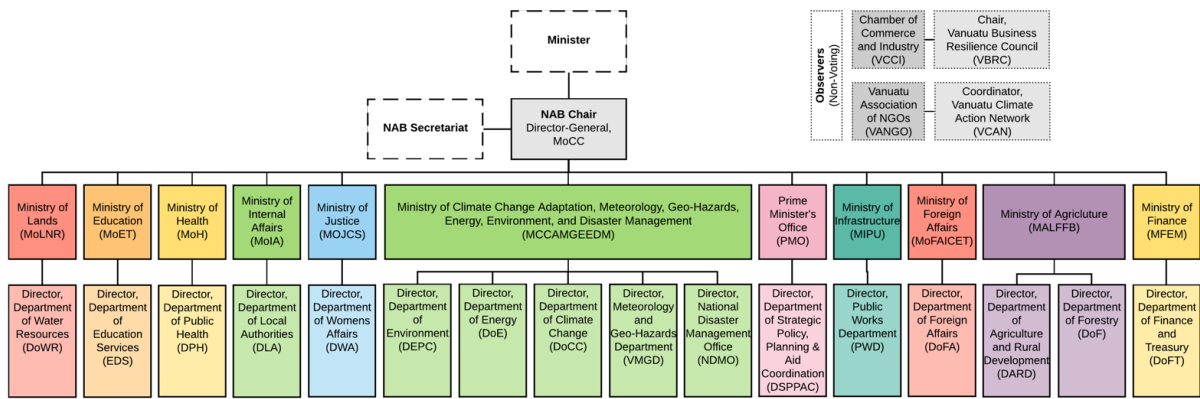 Minister
NAB Secretariat
NAB Chair
Director-General,
MoCC
Observers
(Non-Voting)
Chamber of
Commerce
and Industry
(VCCI)
Chair,
Vanuatu Business
Resilience Council
(VBRC)
Vanuatu
Association
of NGOs
(VANGO)
Coordinator,
Vanuatu Climate
Action Network
(VCAN)
Ministry of
Lands
(MoLNR)
Ministry of
Education
(MoET)
Ministry of
Health
(MoH)
Ministry of
Internal
Affairs
(MoIA)
Ministry of
Justice
(MOJCS)
Ministry of Climate Change Adaptation, Meteorology, Geo-Hazards,
Energy, Environment, and Disaster Management
(MCCAMGEEDM)
Prime
Minister's
Office
(PMO)
Ministry of
Infrastructure
(MIPU)
Ministry of
Foreign
Affairs
(MoFAICET)
Ministry of Agricluture
(MALFFB)
Ministry of
Finance
(MFEM)
Director,
Department
of Water
Resources
(DoWR)
Director,
Department
of Education
Services
(EDS)
Director,
Department
of Public
Health
(DPH)
Director,
Department
of Local
Authorities
(DLA)
Director,
Department
of Womens
Affairs
(DWA)
Director,
Department
of
Environment
(DEPC)
Director,
Department
of Energy
(DoE)
Director,
Department
of Climate
Change
(DoCC)
Director,
Meteorology
and
Geo-Hazards
Department
(VMGD)
Director,
National
Disaster
Management
Office
(NDMO)
Director,
Department
of Strategic
Policy,
Planning &
Aid
Coordination
(DSPPAC)
Director,
Public
Works
Department
(PWD)
Director,
Department
of Foreign
Affairs
(DoFA)
Director,
Department
of
Agriculture
and Rural
Development
(DARD)
Director,
Department
of Forestry
(DoF)
Director,
Department
of Finance
and
Treasury
(DoFT)